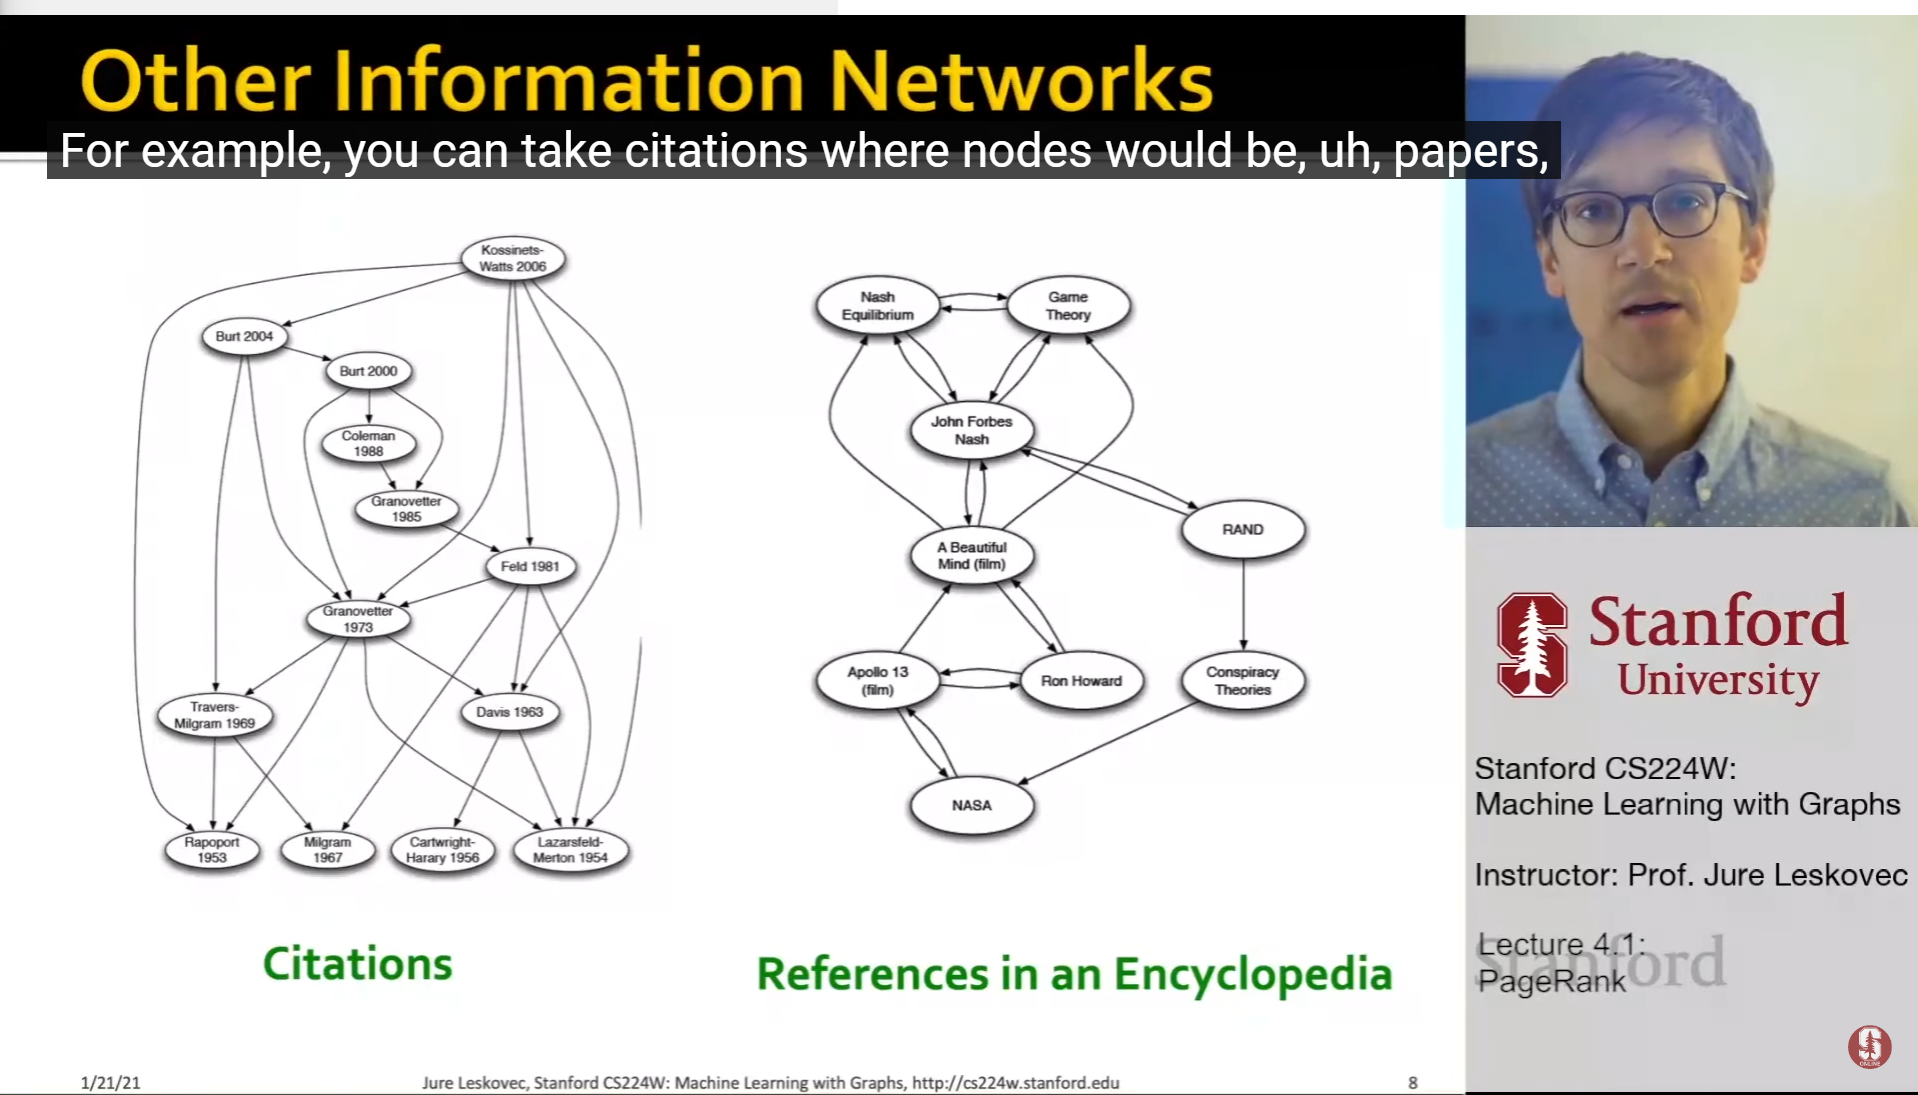 Other Information Networks
For example, you can take citations where nodes would be, uh, papers,
Kossinets-
Watts 2006
Burt 2004
Burt 2000
Coleman
1988
Granovetter
1985
Feld 1981
Granovetter
1973
Travers-
Milgram 1969
Davis 1963
Rapoport
1953
Milgram
1967
Cartwright-
Harary 1956
Lazarsfeld-
Merton 1954
Citations
Nash
Equilibrium
Game
Theory
John Forbes
Nash
RAND
A Beautiful
Mind (film)
Apollo 13
(film)
Ron Howard
Conspiracy
Theories
NASA
References in an Encyclopedia
1/21/21
Jure Leskovec, Stanford CS224W: Machine Learning with Graphs, http://cs224w.stanford.edu
8
Stanford
University
Stanford CS224W:
Machine Learning with Graphs
Instructor: Prof. Jure Leskovec
Lecture 4.1:
PageRank
Stanford
S
ONLINE